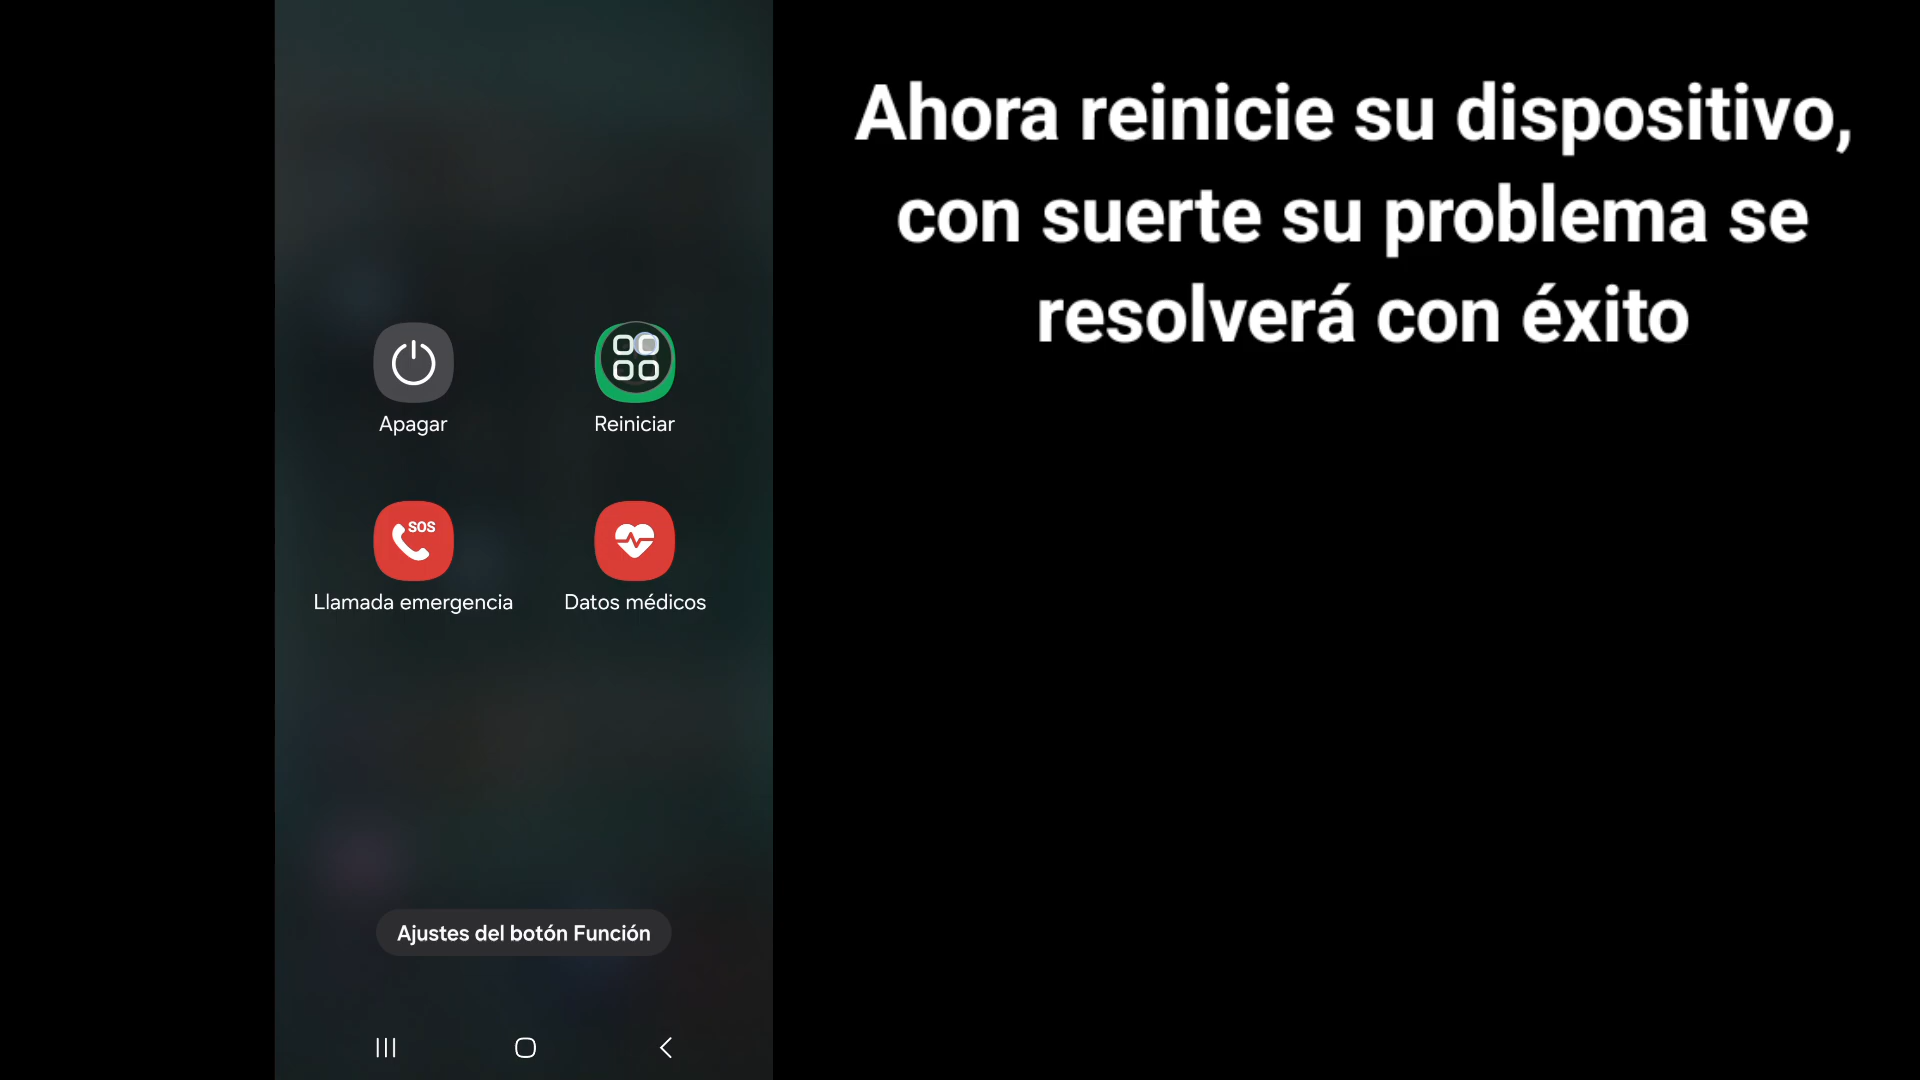 Ahora reinicie su dispositivo,
con suerte su problema se
resolverá con éxito
Apagar
Reiniciar
SOS
Llamada emergencia
Datos médicos
Ajustes del botón Función